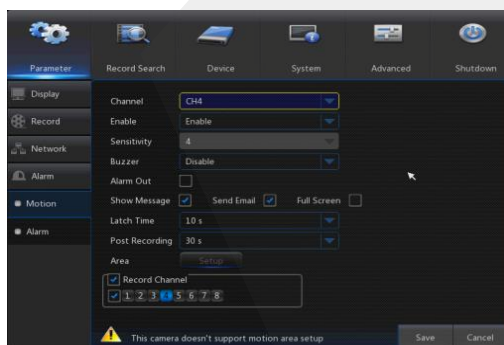 Parameter Record Search Device System Advanced Shutdown
Display
Record
Network
Alarm
Motion
Alarm
Channel CH4
Enable Enable
Sensitivity 4
Buzzer Disable
Alarm Out
Show Message Send Email Full Screen
Latch Time 10 s
Post Recording 30 s
Area Setup
Record Channel
1 2 3 4 5 6 7 8
This camera doesn't support motion area setup Save Cancel